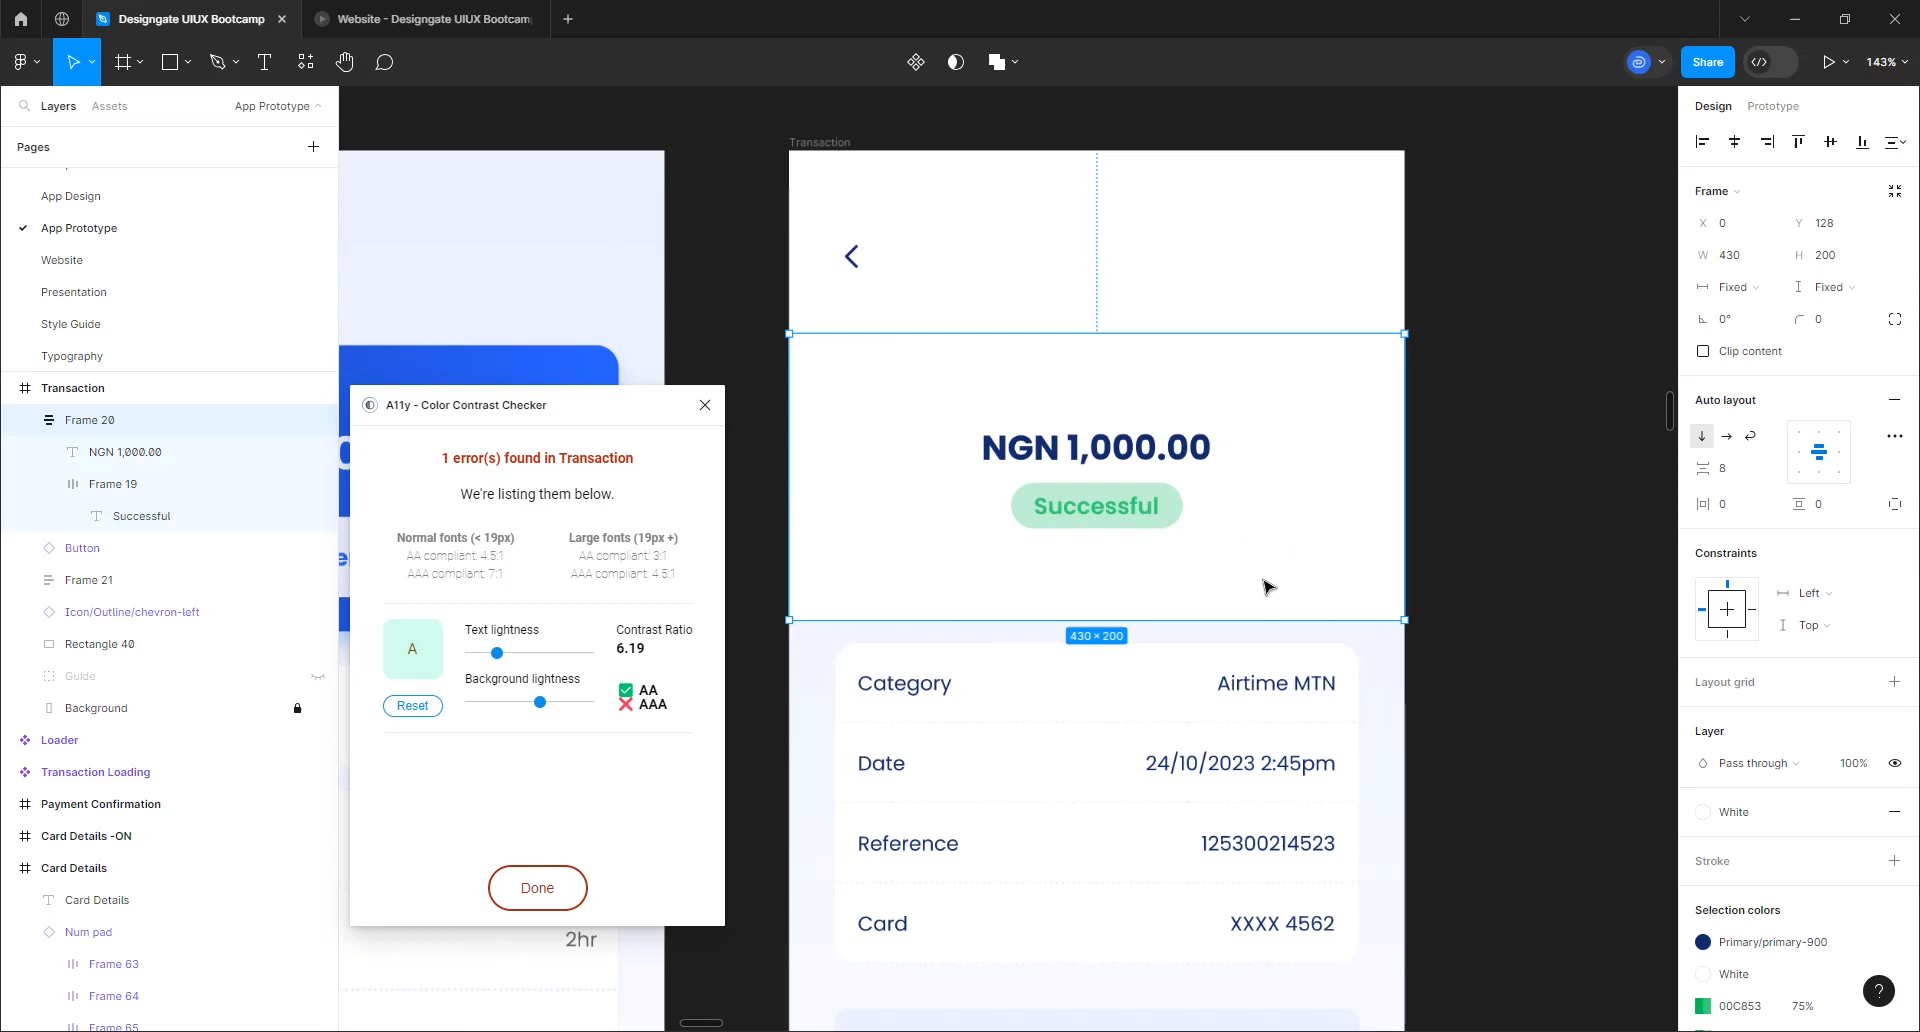 Designgate UIUX Bootcamp
Website - Designgate UIUX Bootcam
Share
143%
Layers
Assets
App Prototype
Pages
App Design
App Prototype
Website
Presentation
Style Guide
Typography
Transaction
Frame 20
NGN 1,000.00
Frame 19
Successful
Button
Frame 21
Icon/Outline/chevron-left
Rectangle 40
Guide
Background
Loader
Transaction Loading
Payment Confirmation
Card Details -ON
Card Details
Card Details
Num pad
Frame 63
Frame 64
Frame 65
A11y - Color Contrast Checker
1 error(s) found in Transaction
We're listing them below.
Normal fonts (< 19px)
AA compliant: 4.5:1
AAA compliant: 7:1
Large fonts (19px +)
AA compliant: 3:1
AAA compliant: 4.5:1
A
Reset
Text lightness
Background lightness
Contrast Ratio
6.19
AA
AAA
Done
2hr
Transaction
NGN 1,000.00
Successful
430 × 200
Category
Airtime MTN
Date
24/10/2023 2:45pm
Reference
125300214523
Card
XXXX 4562
Design
Prototype
Frame
X 0
Y 128
W 430
H 200
Fixed
Fixed
0°
0
Clip content
Auto layout
8
0
0
Constraints
Left
Top
Layout grid
Layer
Pass through
100%
White
Stroke
Selection colors
Primary/primary-900
White
00C853
75%
?